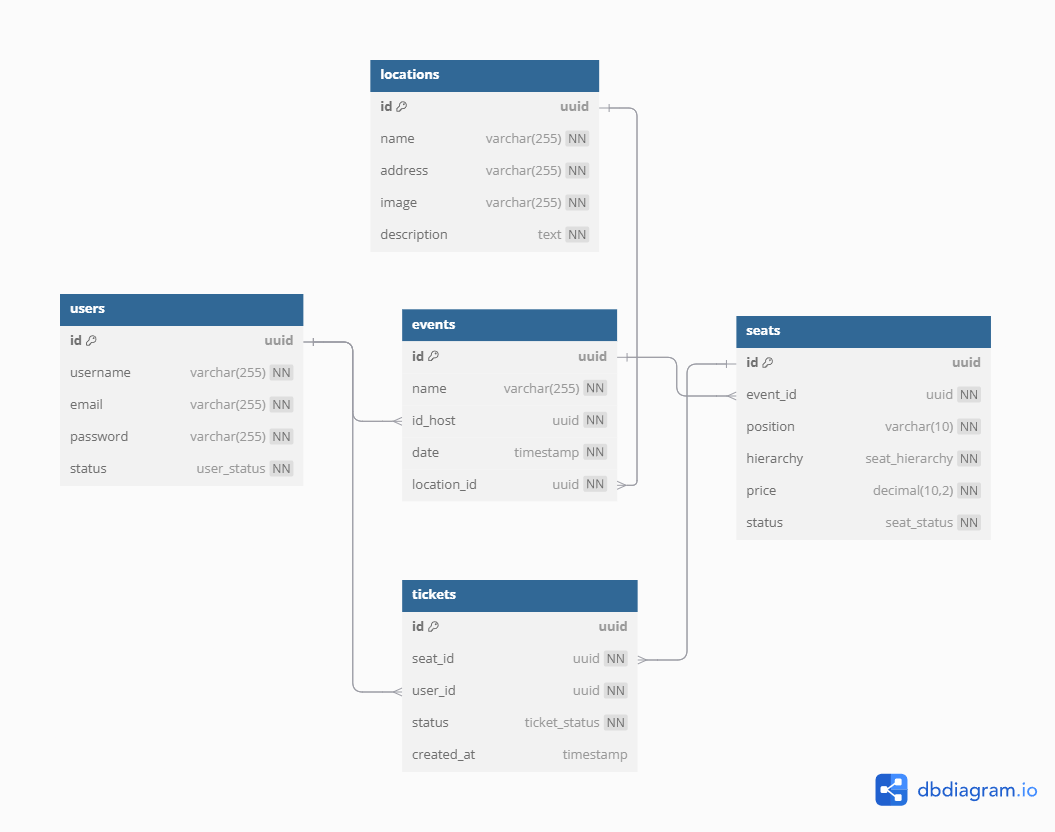 locations
id uuid
name varchar(255) NN
address varchar(255) NN
image varchar(255) NN
description text NN
users
id uuid
username varchar(255) NN
email varchar(255) NN
password varchar(255) NN
status user_status NN
events
id uuid
name varchar(255) NN
id_host uuid NN
date timestamp NN
location_id uuid NN
seats
id uuid
event_id uuid NN
position varchar(10) NN
hierarchy seat_hierarchy NN
price decimal(10,2) NN
status seat_status NN
tickets
id uuid
seat_id uuid NN
user_id uuid NN
status ticket_status NN
created_at timestamp
dbdiagram.io